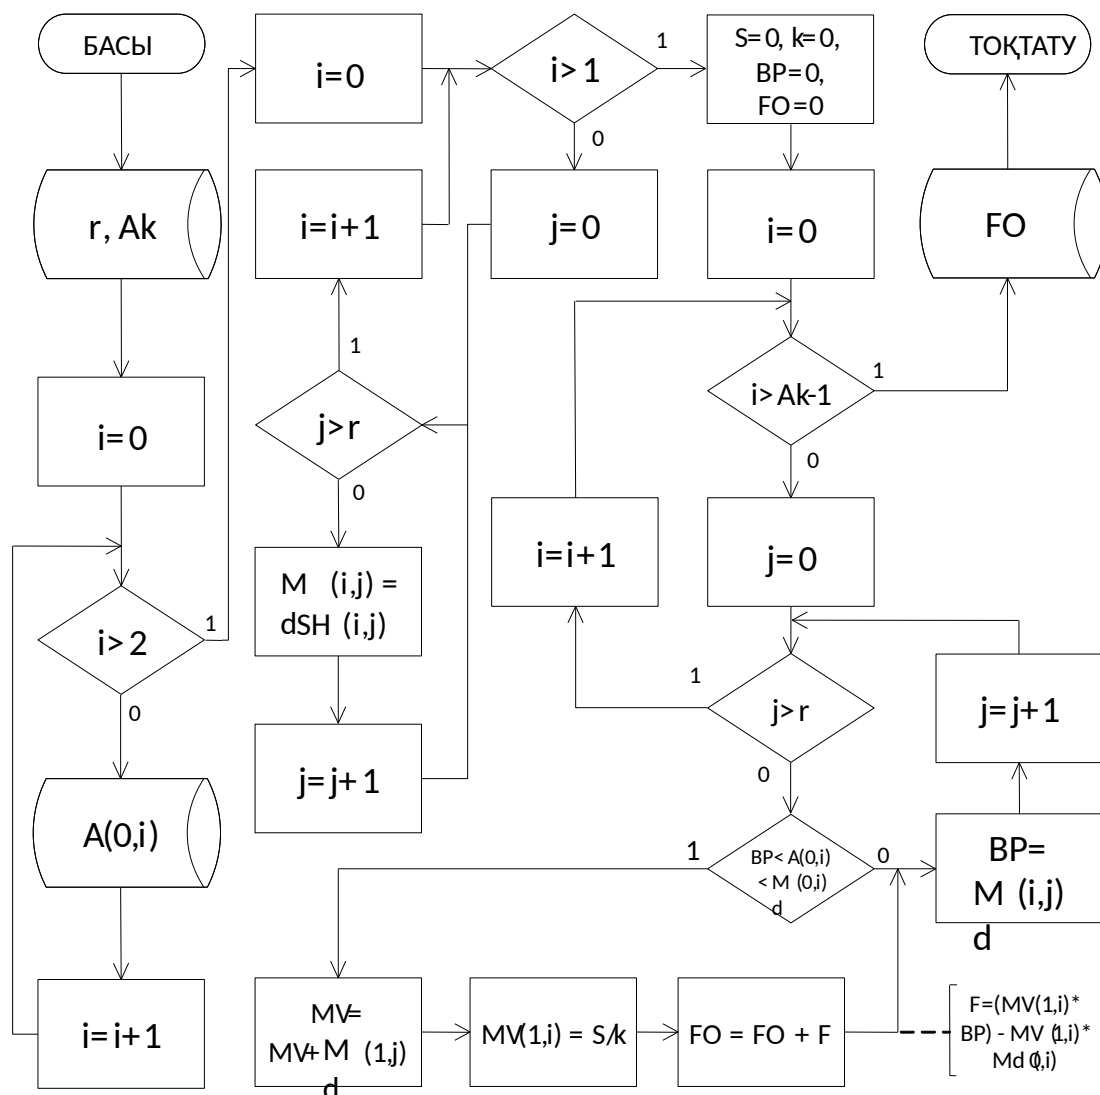 БАСЫ
r, Ak
i=0
i>2
1
0
A(0,i)
i=i+1
i=0
i=i+1
1
j>r
0
M (i,j) =
dSH (i,j)
j=j+1
i>1
1
0
j=0
S=0, k=0,
BP=0,
FO=0
i=0
i>Ak-1
1
0
j=0
i=i+1
j>r
1
0
BP< A(0,i)
< M (0,i)
d
1
0
j=j+1
BP=
M (i,j)
d
MV=
MV+M (1,j)
d
MV(1,i) = S/k
FO = FO + F
F=(MV(1,i)*
BP) - MV (1,i)*
Md (0,i)
FO
ТОҚТАТУ